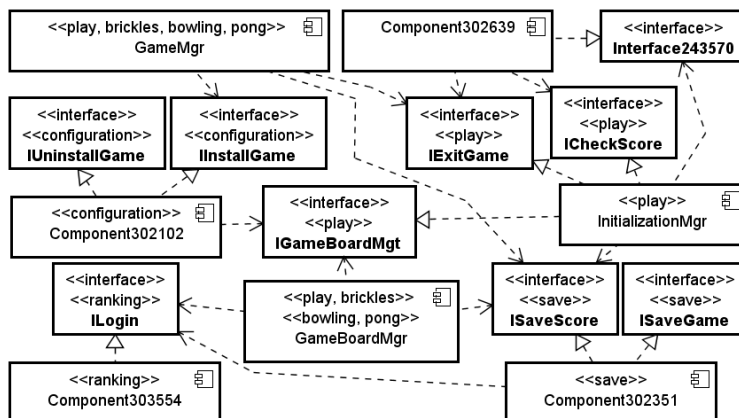 <<play, brickles, bowling, pong>>
GameMgr
Component302639
<<interface>>
Interface243570
<<interface>>
<<configuration>>
IUninstallGame
<<interface>>
<<configuration>>
IInstallGame
<<interface>>
<<play>>
IExitGame
<<interface>>
<<play>>
ICheckScore
<<configuration>>
Component302102
<<interface>>
<<play>>
IGameBoardMgt
<<play>>
InitializationMgr
<<interface>>
<<ranking>>
ILogin
<<play, brickles>>
<<bowling, pong>>
GameBoardMgr
<<interface>>
<<save>>
ISaveScore
<<interface>>
<<save>>
ISaveGame
<<ranking>>
Component303554
<<save>>
Component302351